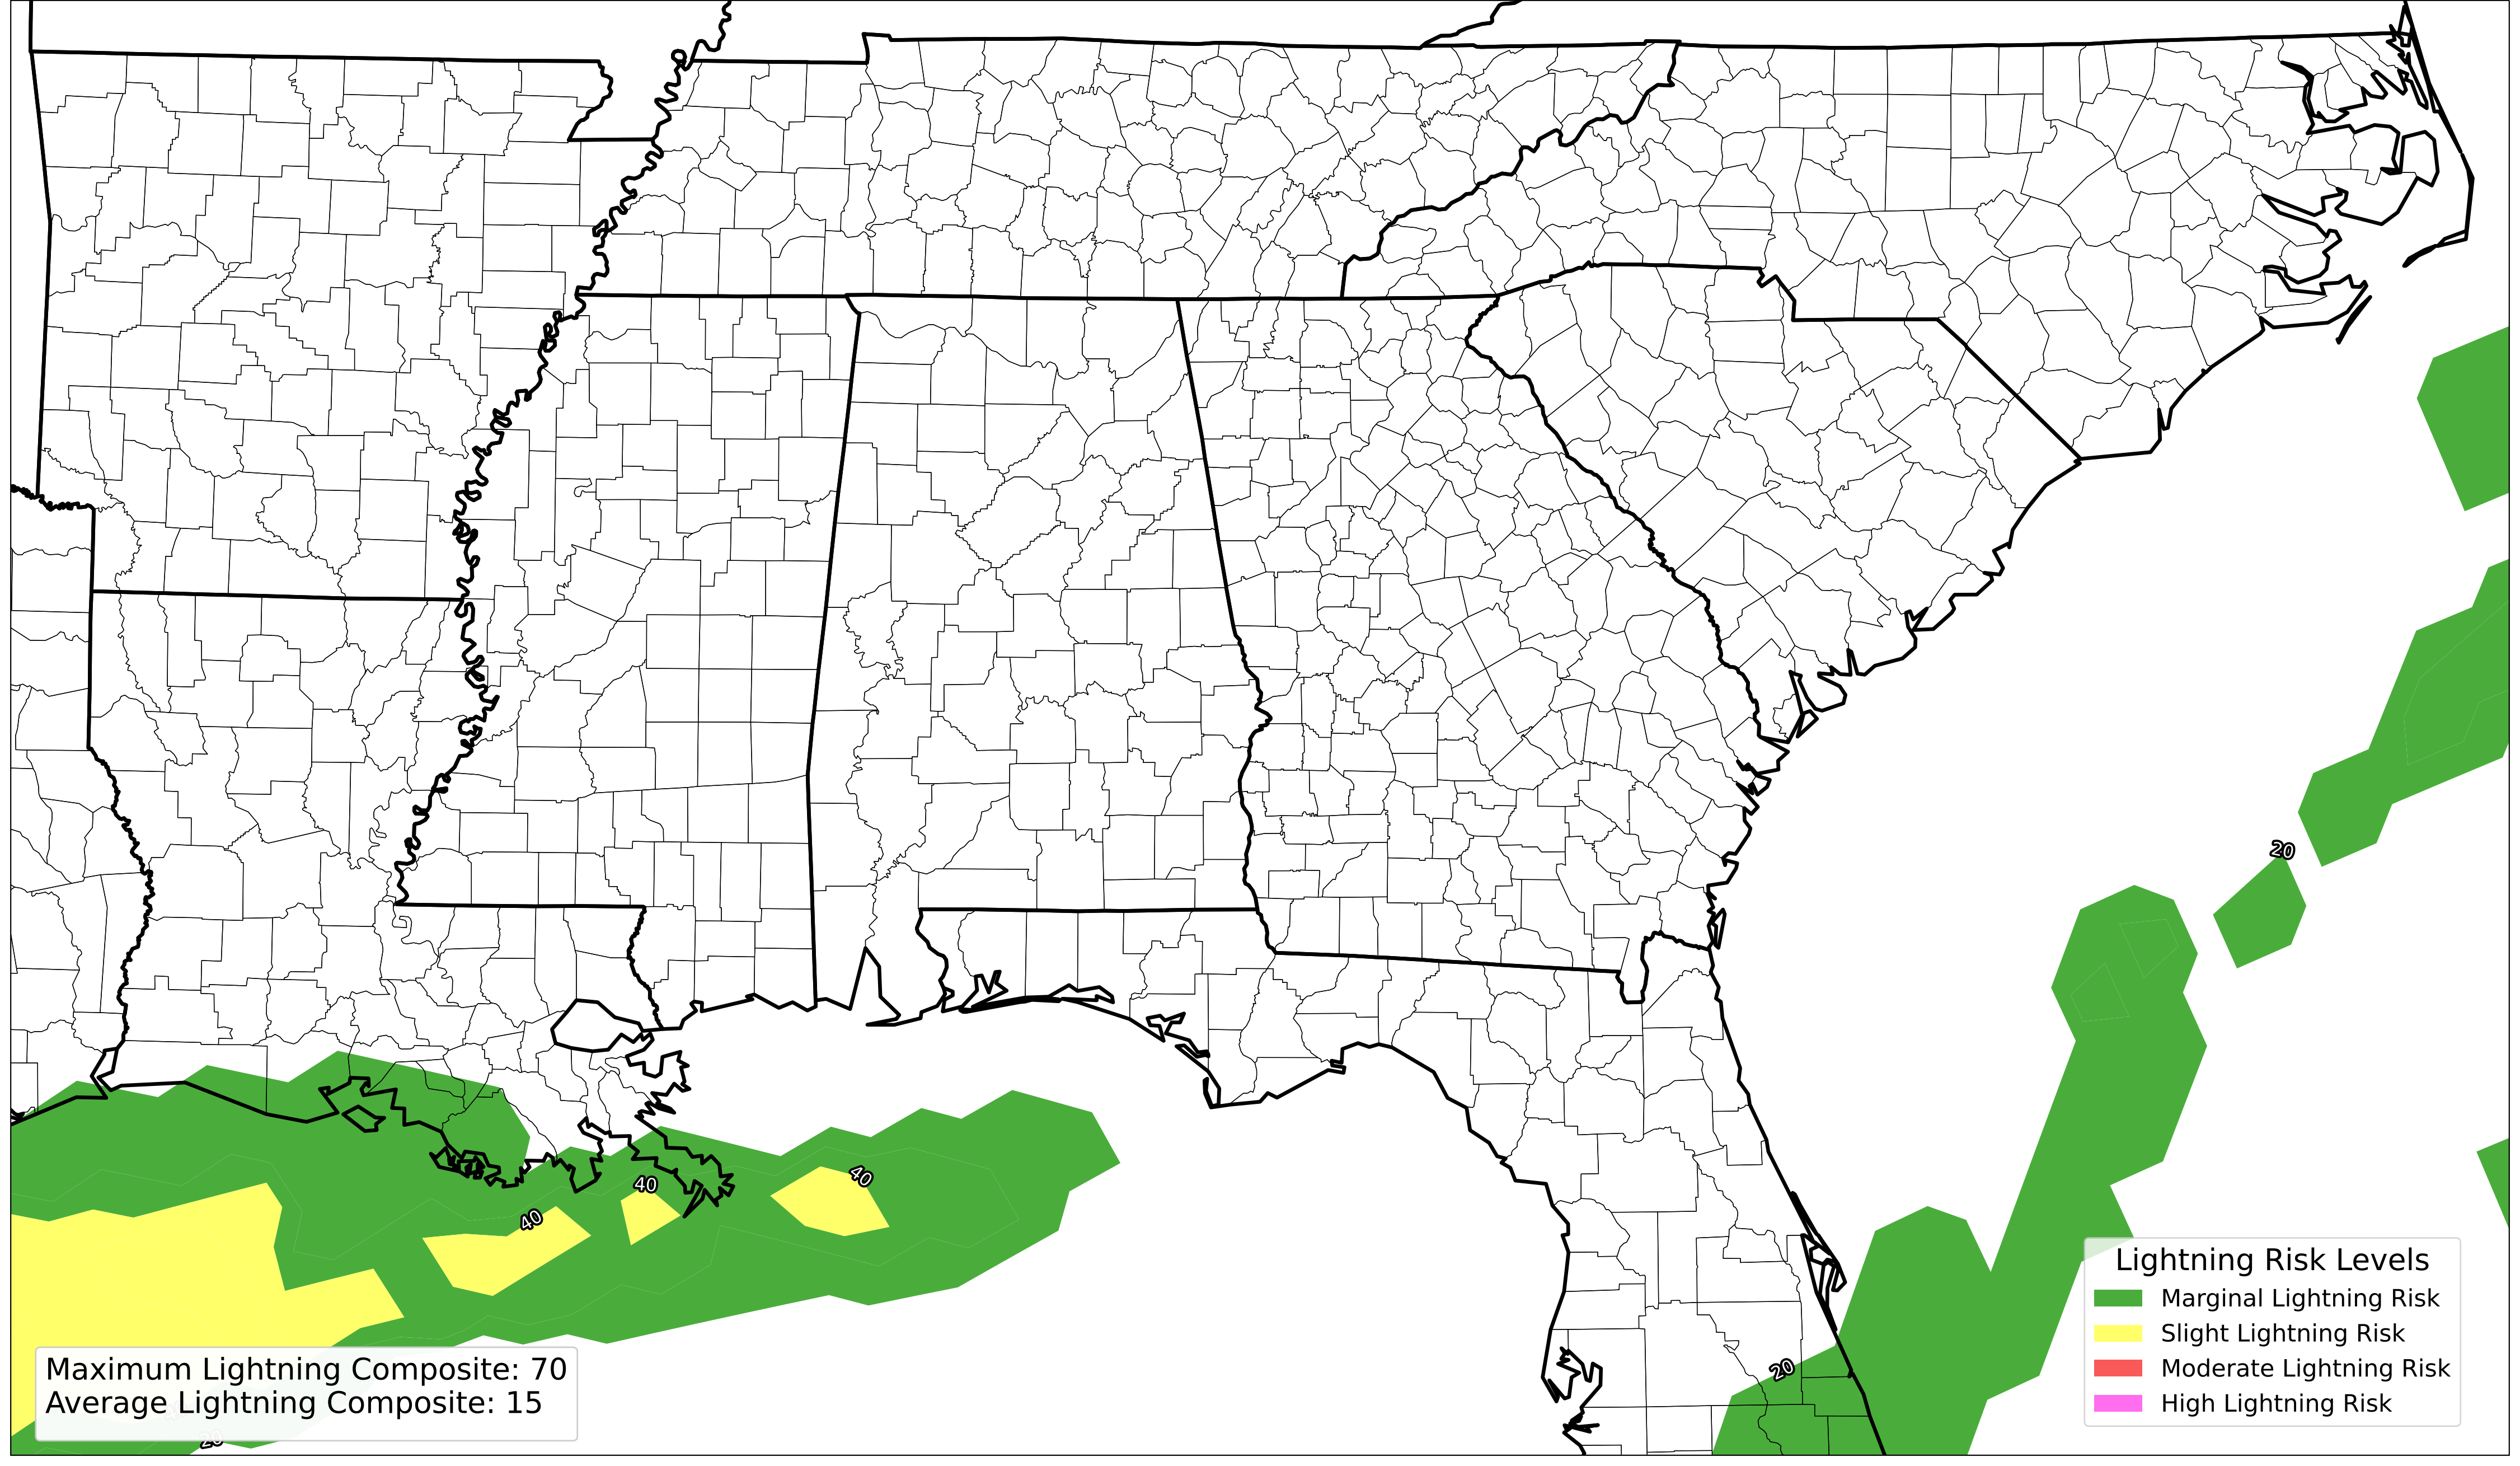 20
40
40
40
20
Lightning Risk Levels
Marginal Lightning Risk
Slight Lightning Risk
Moderate Lightning Risk
High Lightning Risk
Maximum Lightning Composite: 70
Average Lightning Composite: 15
20